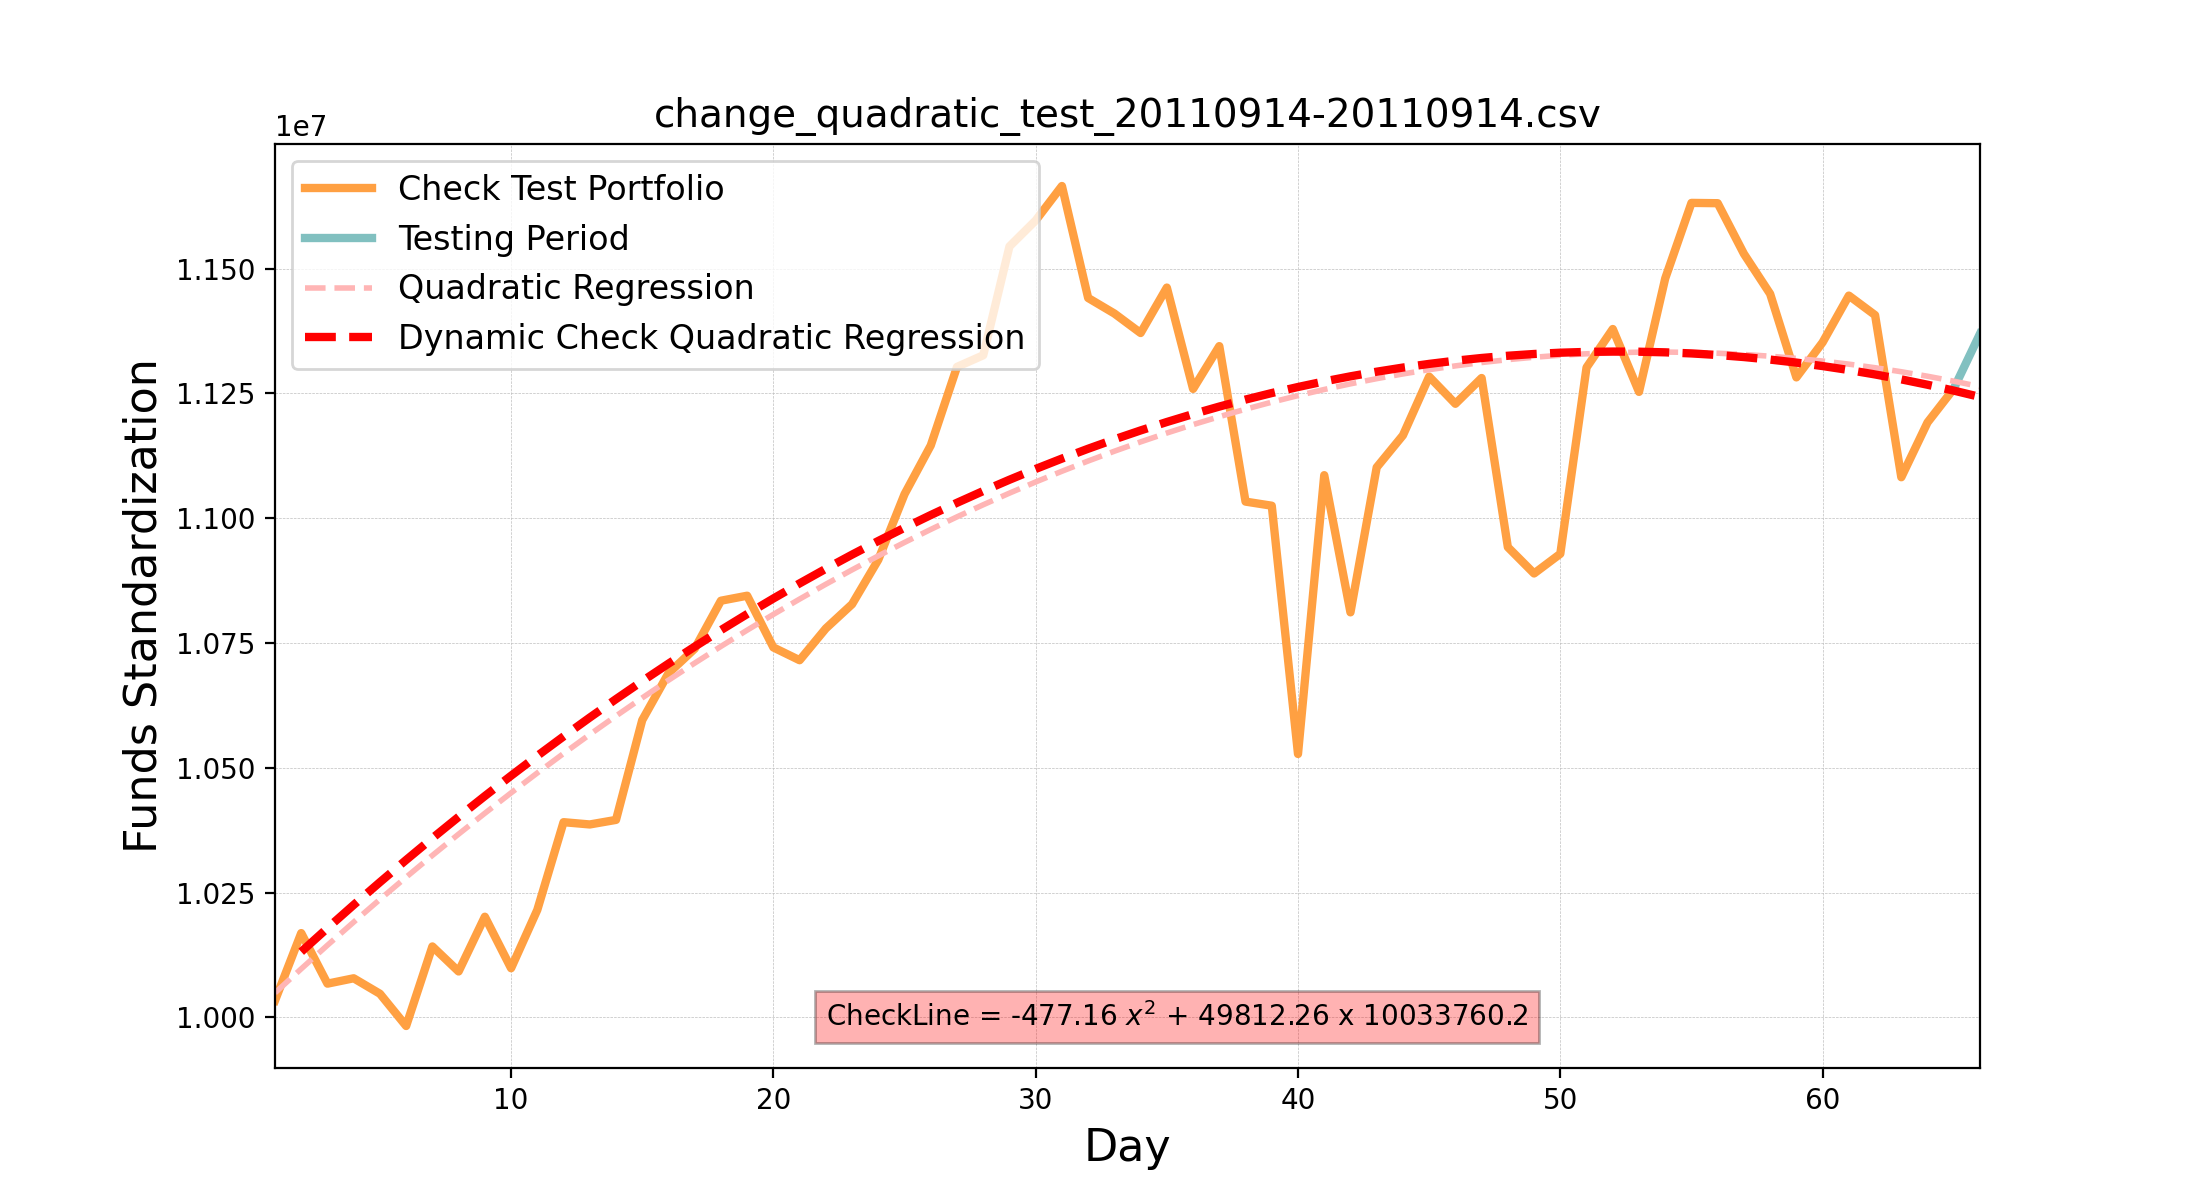 change_quadratic_test_20110914-20110914.csv
1e7
Check Test Portfolio
Testing Period
Quadratic Regression
Dynamic Check Quadratic Regression
Funds Standardization
1.150
1.125
1.100
1.075
1.050
1.025
1.000
CheckLine = -477.16 x² + 49812.26 x 10033760.2
10 20 30 40 50 60
Day